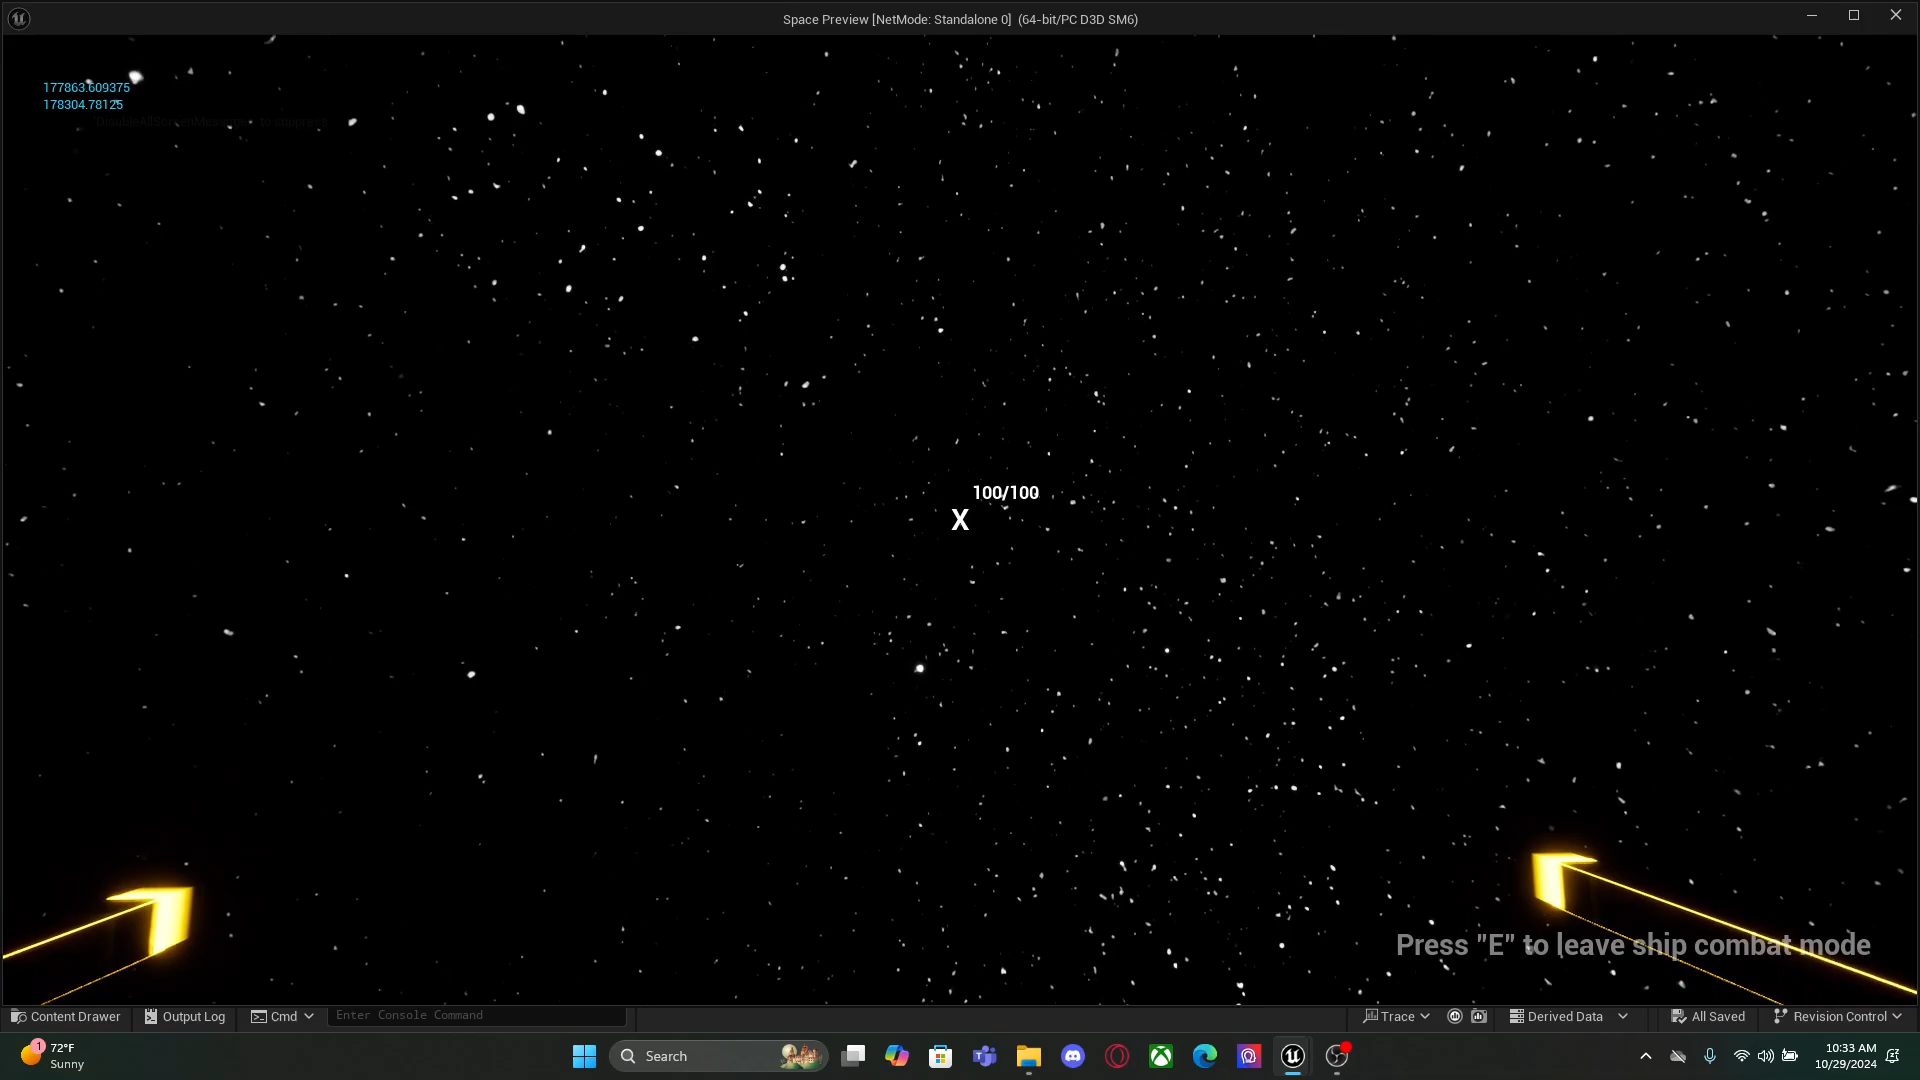 Space Preview [NetMode: Standalone 0] (64-bit/PC D3D SM6)
177863.609375
178304.78125
100/100
X
Press "E" to leave ship combat mode
Content Drawer
Output Log
Cmd
Enter Console Command
Trace
Derived Data
All Saved
Revision Control
1
72°F
Sunny
Search
10:33 AM
10/29/2024